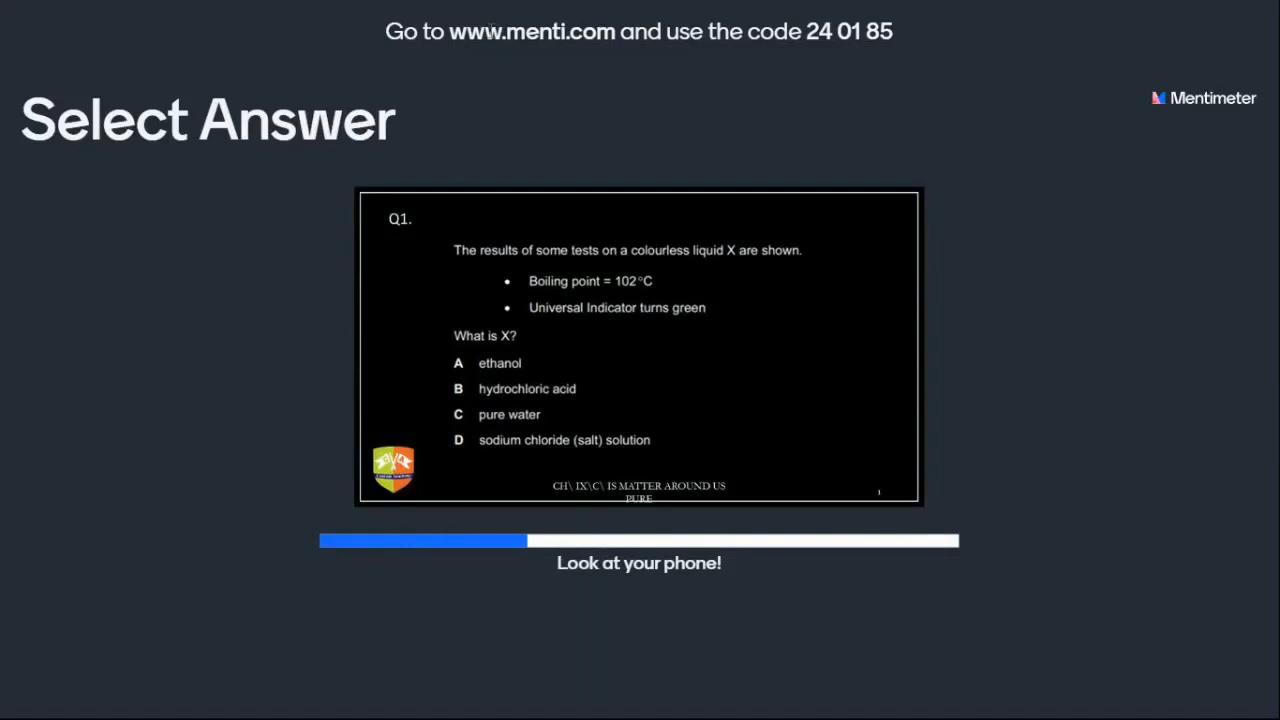 Go to www.menti.com and use the code 24 01 85
Mentimeter
Select Answer
Q1.
The results of some tests on a colourless liquid X are shown.
• Boiling point = 102°C
• Universal Indicator turns green
What is X?
A ethanol
B hydrochloric acid
C pure water
D sodium chloride (salt) solution
CH\ IX\C\ IS MATTER AROUND US
PURE
1
Look at your phone!